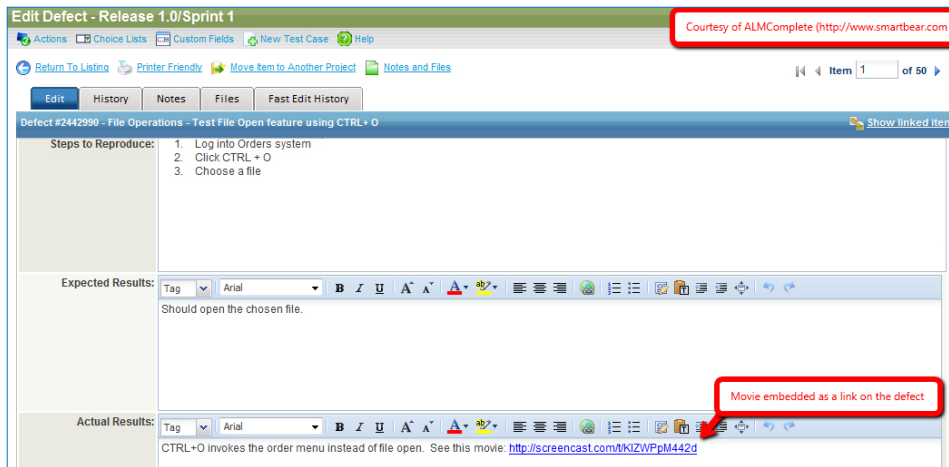 Edit Defect - Release 1.0/Sprint 1
Courtesy of ALMComplete (http://www.smartbear.com
Actions Choice Lists Custom Fields New Test Case Help
Return To Listing Printer Friendly Move Item to Another Project Notes and Files
Item 1 of 50
Edit History Notes Files Fast Edit History
Defect #2442990 - File Operations - Test File Open feature using CTRL+ O Show linked iten
Steps to Reproduce: 1. Log into Orders system
2. Click CTRL + O
3. Choose a file
Expected Results: Tag Arial B I U A A A ab
Should open the chosen file.
Movie embedded as a link on the defect
Actual Results: Tag Arial B I U A A A ab
CTRL+O invokes the order menu instead of file open. See this movie: http://screencast.com/t/KIZWPpM442d